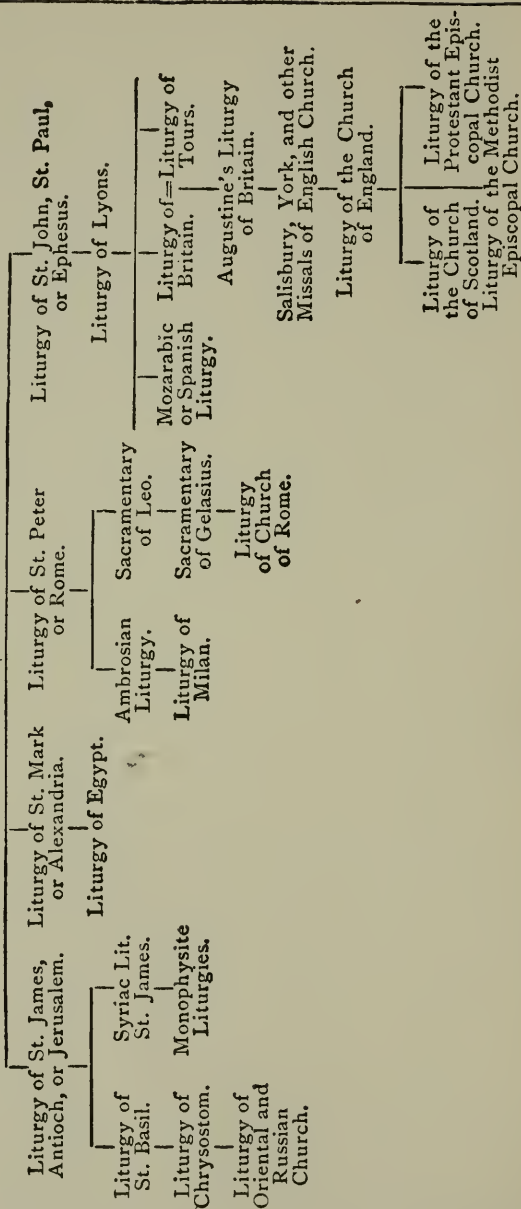 Liturgy of St. James,
Antioch, or Jerusalem.
Liturgy of
St. Basil.
Liturgy of
Chrysostom.
Liturgy of
Oriental and
Russian
Church.
Syriac Lit.
St. James.
Monophysite
Liturgies.
Liturgy of St. Mark
or Alexandria.
Liturgy of Egypt.
Liturgy of St. Peter
or Rome.
Ambrosian
Liturgy.
Liturgy of
Milan.
Sacramentary
of Leo.
Sacramentary
of Gelasius.
Liturgy
of Church
of Rome.
Liturgy of St. John, St. Paul,
or Ephesus.
Liturgy of Lyons.
Mozarabic
or Spanish
Liturgy.
Liturgy of=Liturgy of
Britain. Tours.
Augustine's Liturgy
of Britain.
Salisbury, York, and other
Missals of English Church.
Liturgy of the Church
of England.
Liturgy of
the Church
of Scotland.
Liturgy of the
Protestant Epis-
copal Church.
Liturgy of the Methodist
Episcopal Church.